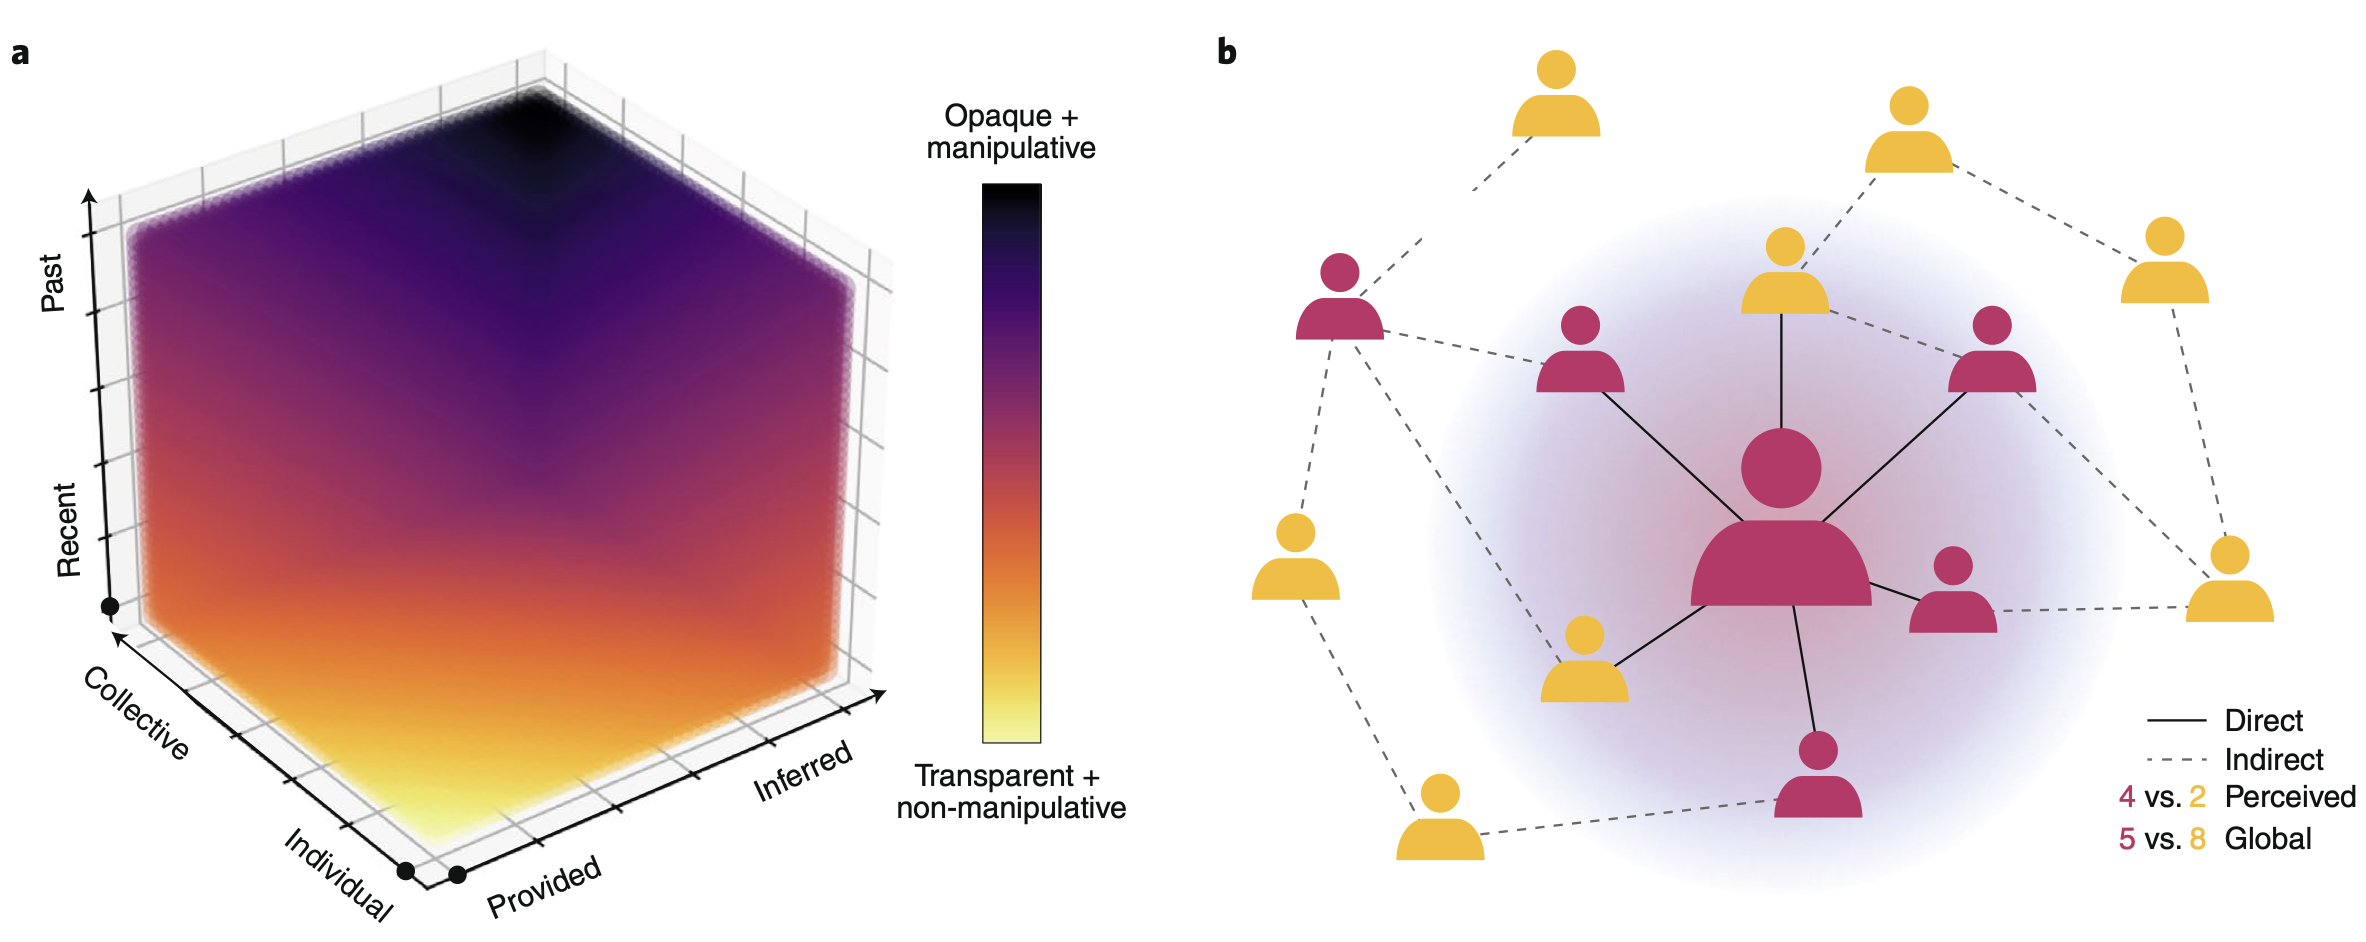 a
Past
Recent
Collective
Individual
Provided
Inferred
Opaque +
manipulative
Transparent +
non-manipulative
b
Direct
Indirect
4 vs. 2 Perceived
5 vs. 8 Global